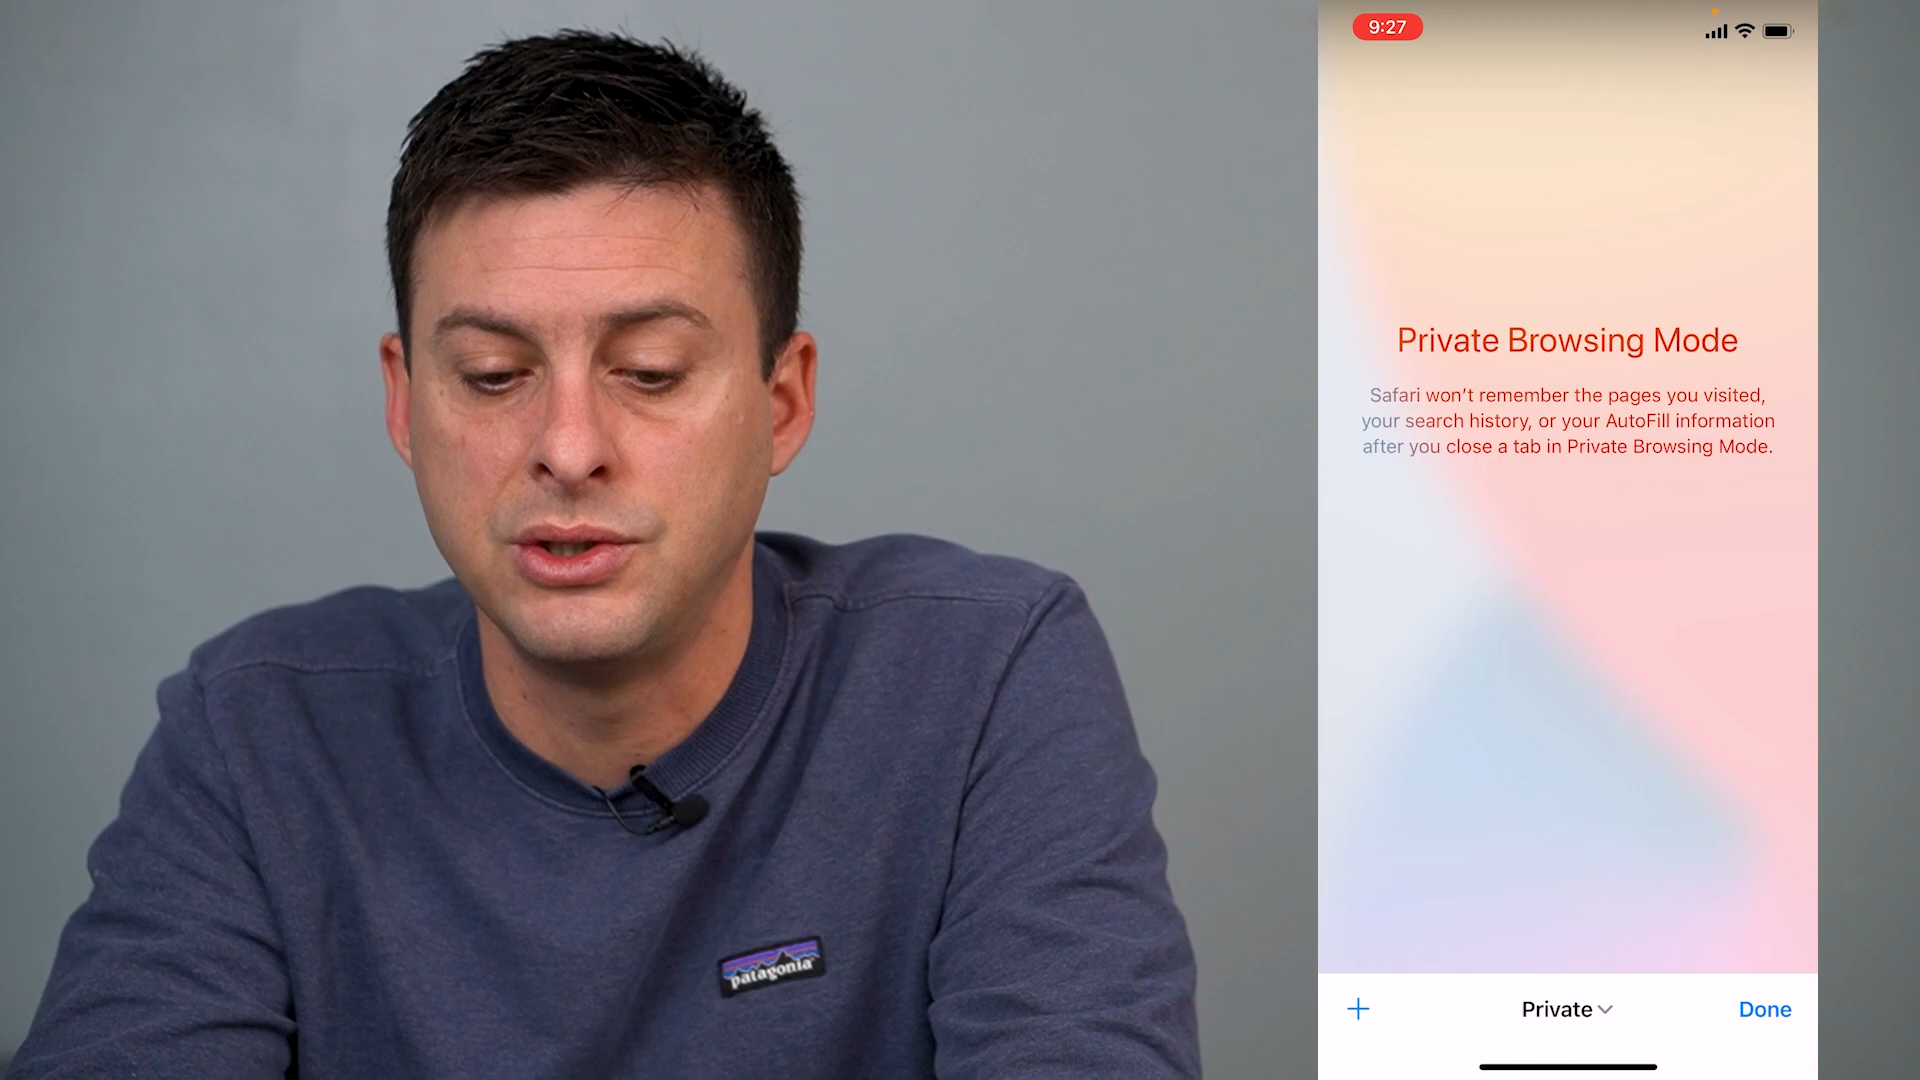 9:27
Private Browsing Mode
Safari won’t remember the pages you visited,
your search history, or your AutoFill information
after you close a tab in Private Browsing Mode.
patagonia
Private
Done